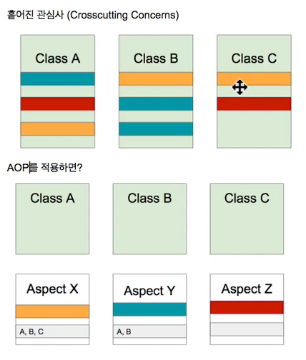 흩어진 관심사 (Crosscutting Concerns)
Class A
Class B
Class C
AOP를 적용하면?
Class A
Class B
Class C
Aspect X
Aspect Y
Aspect Z
A, B, C
A, B